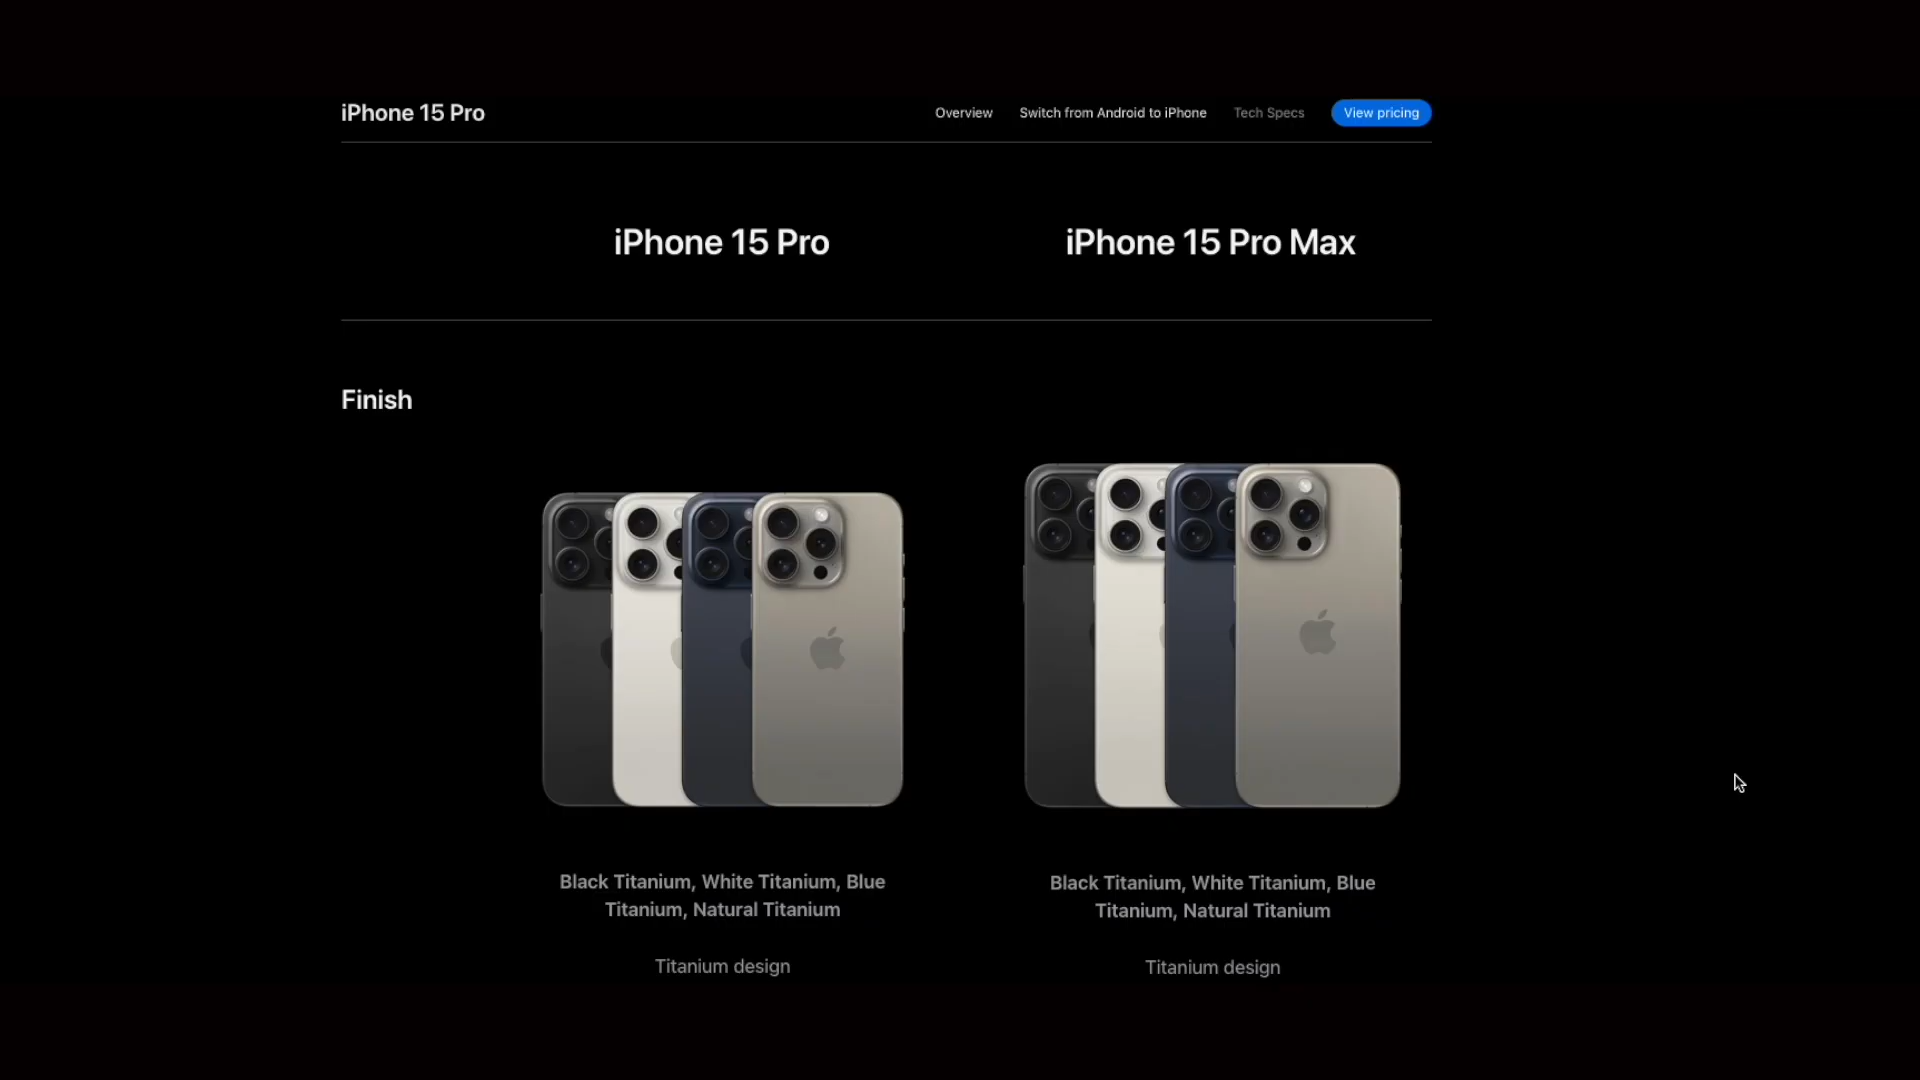 iPhone 15 Pro
Overview
Switch from Android to iPhone
Tech Specs
View pricing
iPhone 15 Pro
iPhone 15 Pro Max
Finish
Black Titanium, White Titanium, Blue
Titanium, Natural Titanium
Titanium design
Black Titanium, White Titanium, Blue
Titanium, Natural Titanium
Titanium design